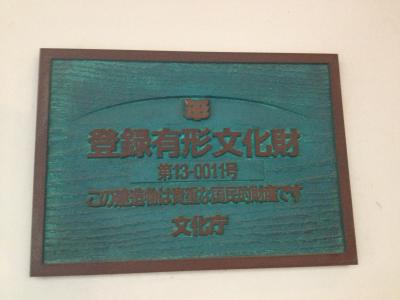 登録有形文化財
第13-0011号
この建造物は貴重な国民的財産です
文化庁